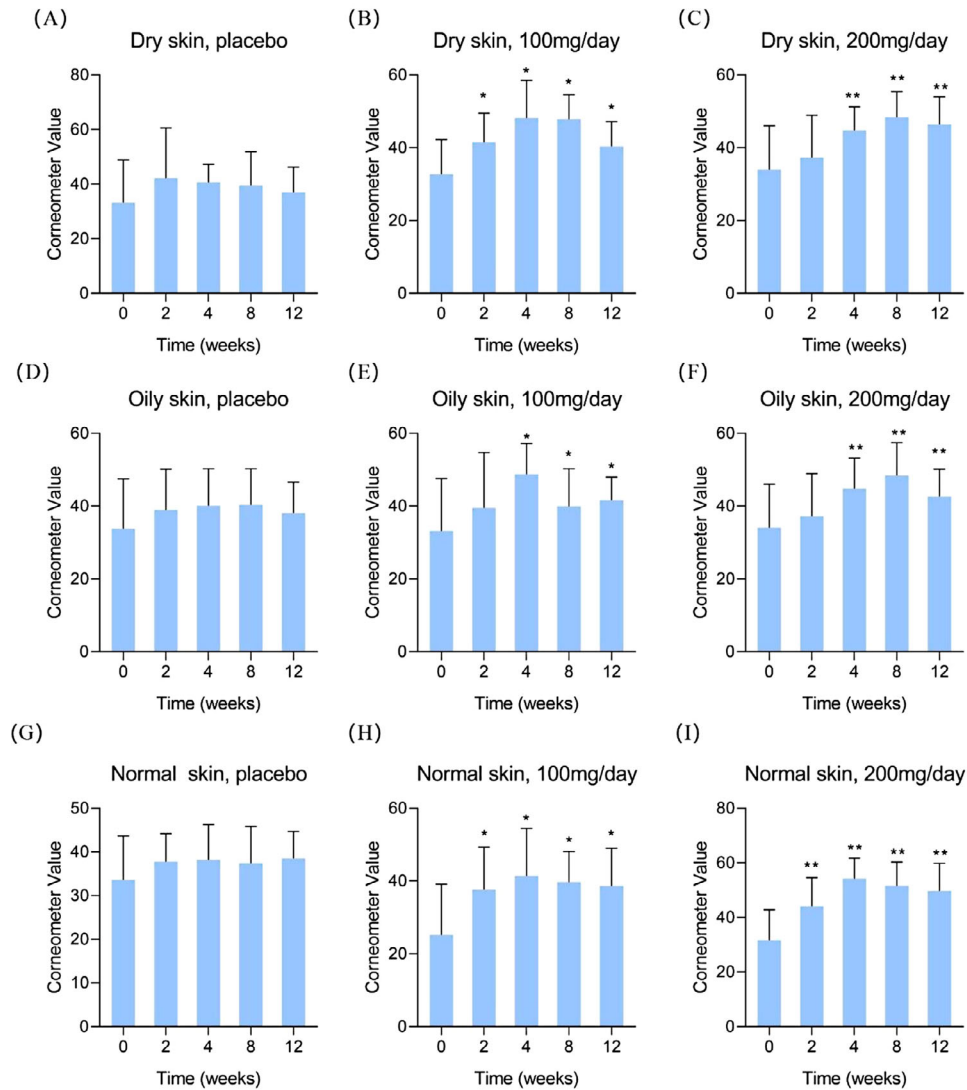 (A)
Dry skin, placebo
Corneometer Value
80
60
40
20
0
0 2 4 8 12
Time (weeks)
(B)
Dry skin, 100mg/day
Corneometer Value
60
40
20
0
* * * *
0 2 4 8 12
Time (weeks)
(C)
Dry skin, 200mg/day
Corneometer Value
60
40
20
0
** ** **
0 2 4 8 12
Time (weeks)
(D)
Oily skin, placebo
Corneometer Value
60
40
20
0
0 2 4 8 12
Time (weeks)
(E)
Oily skin, 100mg/day
Corneometer Value
60
40
20
0
* * *
0 2 4 8 12
Time (weeks)
(F)
Oily skin, 200mg/day
Corneometer Value
60
40
20
0
** ** **
0 2 4 8 12
Time (weeks)
(G)
Normal skin, placebo
Corneometer Value
50
40
30
20
10
0
0 2 4 8 12
Time (weeks)
(H)
Normal skin, 100mg/day
Corneometer Value
60
40
20
0
* * * *
0 2 4 8 12
Time (weeks)
(I)
Normal skin, 200mg/day
Corneometer Value
80
60
40
20
0
** ** ** **
0 2 4 8 12
Time (weeks)